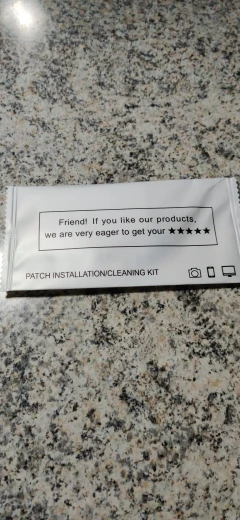 Friend! If you like our products,
we are very eager to get your ★★★★★
PATCH INSTALLATION/CLEANING KIT